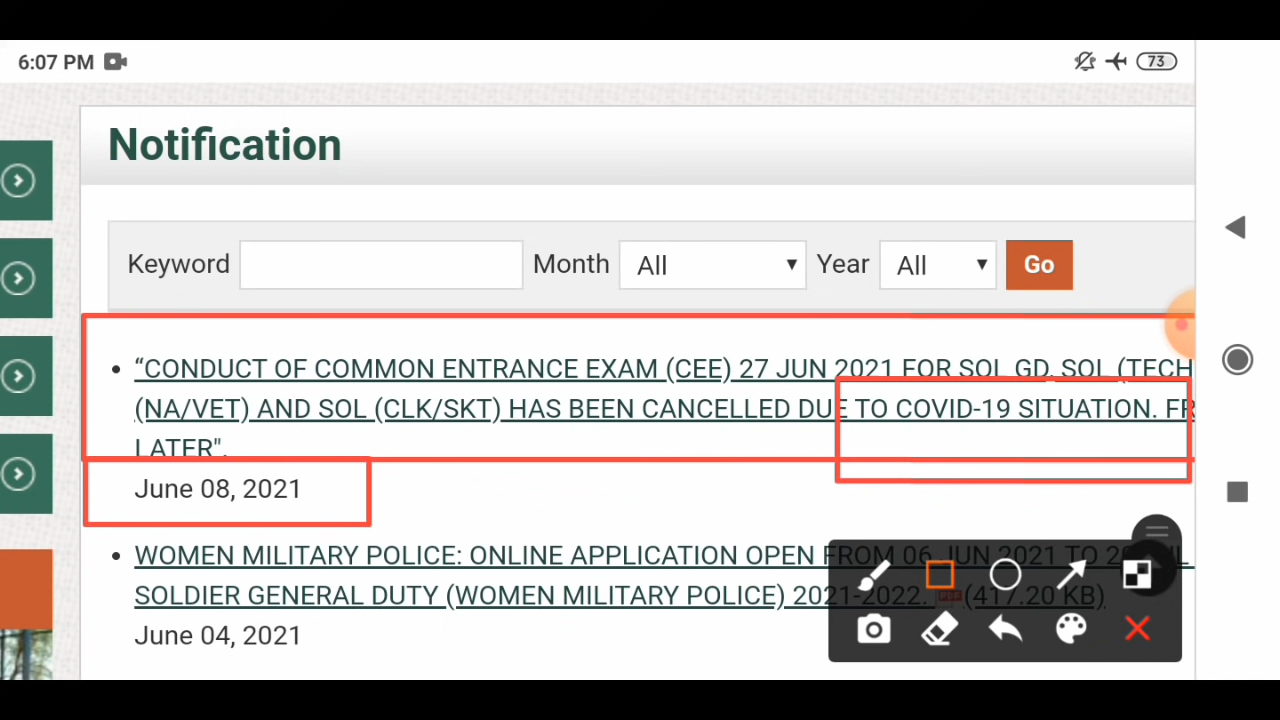 6:07 PM
73
Notification
Keyword Month All Year All Go
“CONDUCT OF COMMON ENTRANCE EXAM (CEE) 27 JUN 2021 FOR SOL GD, SOL (TECH
(NA/VET) AND SOL (CLK/SKT) HAS BEEN CANCELLED DUE TO COVID-19 SITUATION. FR
LATER".
June 08, 2021
WOMEN MILITARY POLICE: ONLINE APPLICATION OPEN FROM 06 JUN 2021 TO
SOLDIER GENERAL DUTY (WOMEN MILITARY POLICE) 2021-2022. (417.20 KB)
June 04, 2021